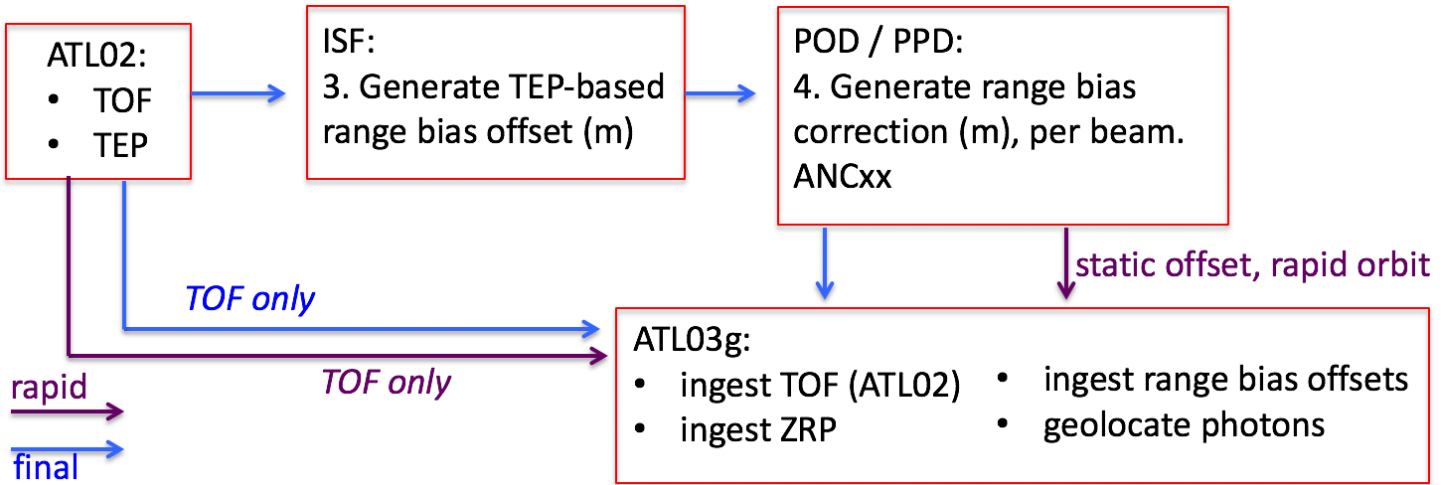 ATL02:
• TOF
• TEP
ISF:
3. Generate TEP-based
range bias offset (m)
POD / PPD:
4. Generate range bias
correction (m), per beam.
ANCxx
static offset, rapid orbit
TOF only
TOF only
rapid
final
ATL03g:
• ingest TOF (ATL02)
• ingest ZRP
• ingest range bias offsets
• geolocate photons